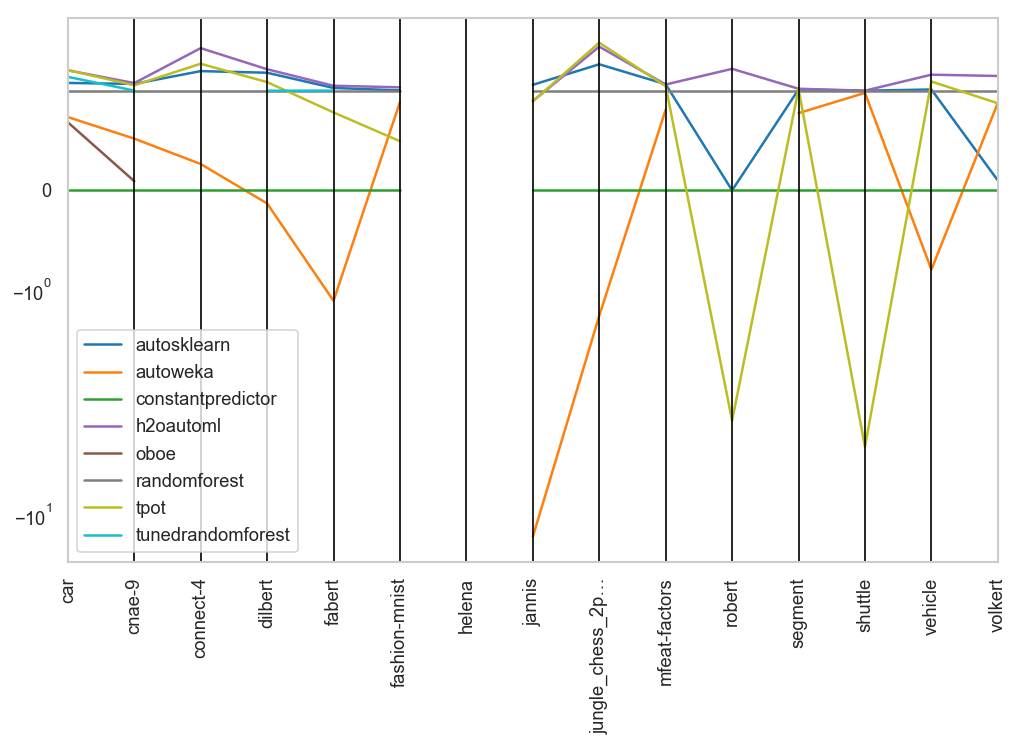 0
−10^0
−10^1
autosklearn
autoweka
constantpredictor
h2oautoml
oboe
randomforest
tpot
tunedrandomforest
car
cnae-9
connect-4
dilbert
fabert
fashion-mnist
helena
jannis
jungle_chess_2p…
mfeat-factors
robert
segment
shuttle
vehicle
volkert